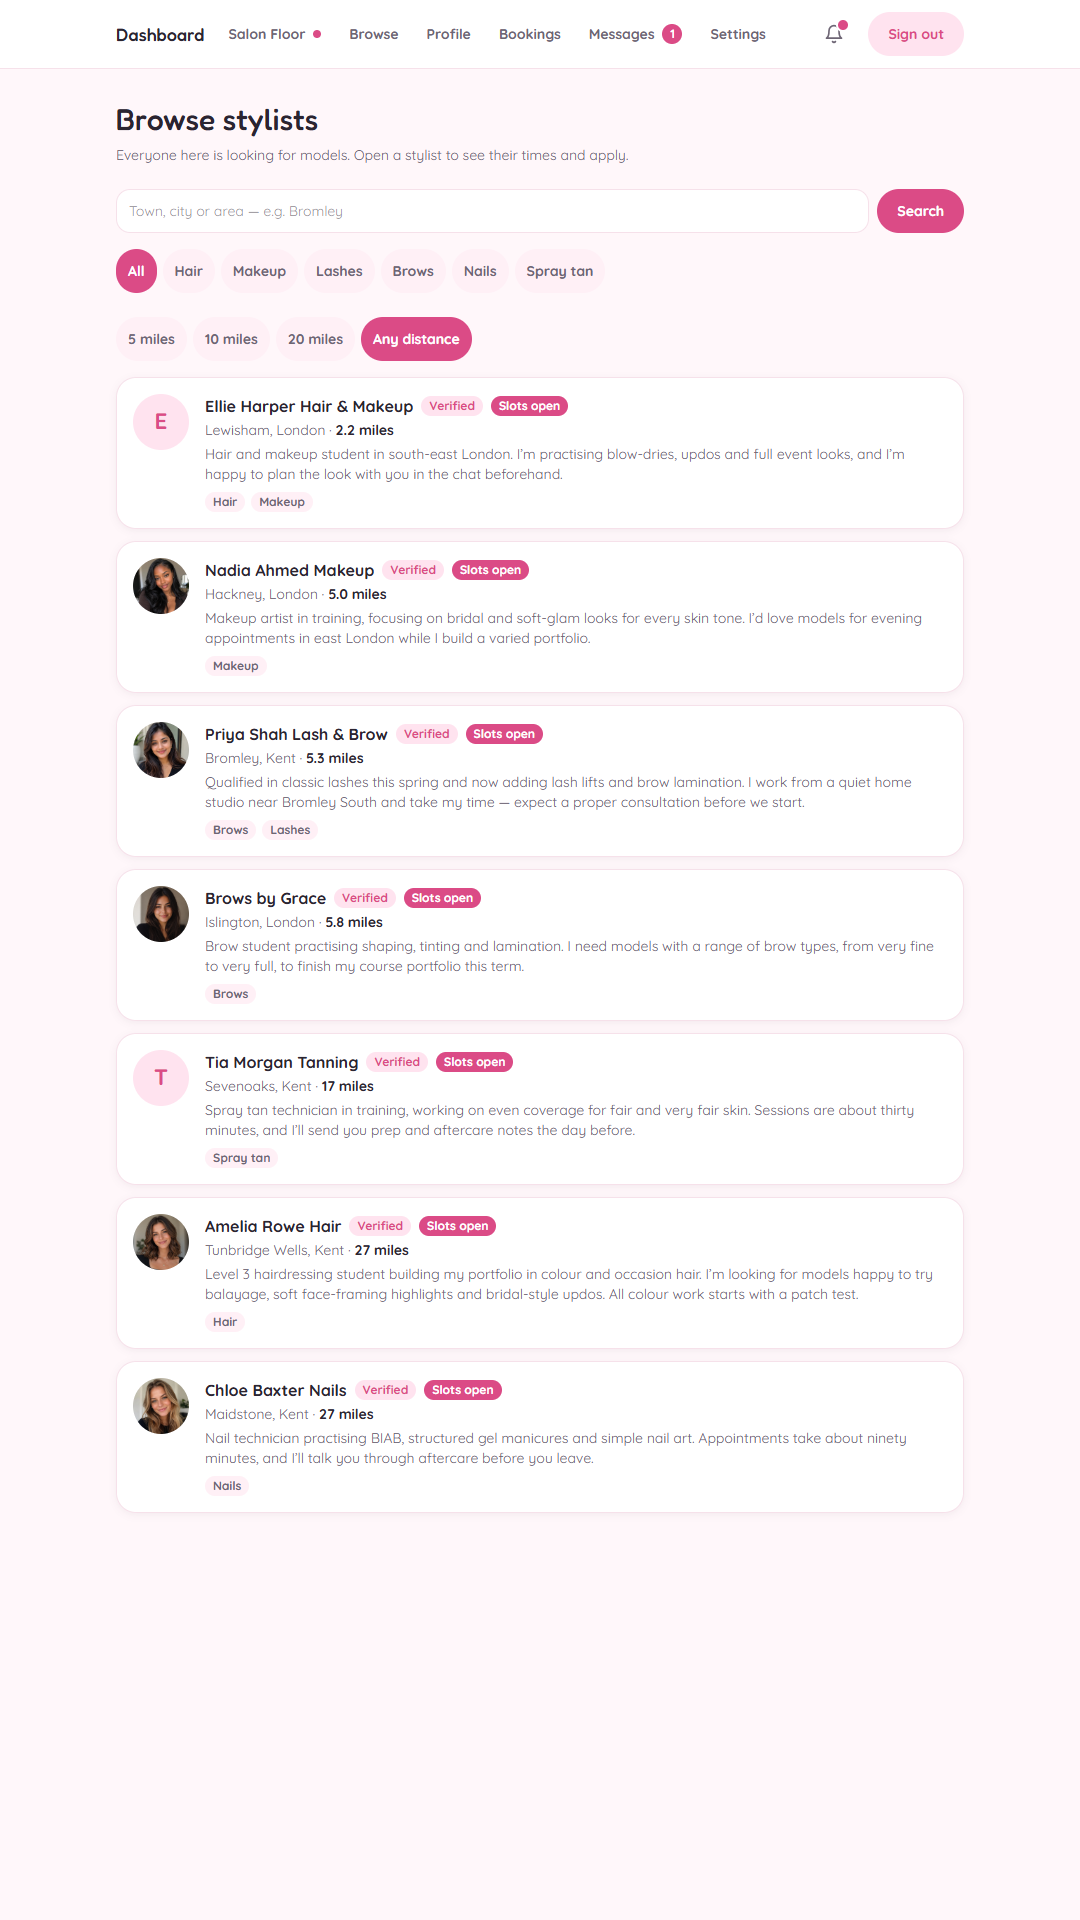 Dashboard Salon Floor Browse Profile Bookings Messages 1 Settings Sign out
Browse stylists
Everyone here is looking for models. Open a stylist to see their times and apply.
Town, city or area — e.g. Bromley Search
All Hair Makeup Lashes Brows Nails Spray tan
5 miles 10 miles 20 miles Any distance
E
Ellie Harper Hair & Makeup Verified Slots open
Lewisham, London · 2.2 miles
Hair and makeup student in south-east London. I'm practising blow-dries, updos and full event looks, and I'm
happy to plan the look with you in the chat beforehand.
Hair Makeup
Nadia Ahmed Makeup Verified Slots open
Hackney, London · 5.0 miles
Makeup artist in training, focusing on bridal and soft-glam looks for every skin tone. I'd love models for evening
appointments in east London while I build a varied portfolio.
Makeup
Priya Shah Lash & Brow Verified Slots open
Bromley, Kent · 5.3 miles
Qualified in classic lashes this spring and now adding lash lifts and brow lamination. I work from a quiet home
studio near Bromley South and take my time — expect a proper consultation before we start.
Brows Lashes
Brows by Grace Verified Slots open
Islington, London · 5.8 miles
Brow student practising shaping, tinting and lamination. I need models with a range of brow types, from very fine
to very full, to finish my course portfolio this term.
Brows
T
Tia Morgan Tanning Verified Slots open
Sevenoaks, Kent · 17 miles
Spray tan technician in training, working on even coverage for fair and very fair skin. Sessions are about thirty
minutes, and I'll send you prep and aftercare notes the day before.
Spray tan
Amelia Rowe Hair Verified Slots open
Tunbridge Wells, Kent · 27 miles
Level 3 hairdressing student building my portfolio in colour and occasion hair. I'm looking for models happy to try
balayage, soft face-framing highlights and bridal-style updos. All colour work starts with a patch test.
Hair
Chloe Baxter Nails Verified Slots open
Maidstone, Kent · 27 miles
Nail technician practising BIAB, structured gel manicures and simple nail art. Appointments take about ninety
minutes, and I'll talk you through aftercare before you leave.
Nails